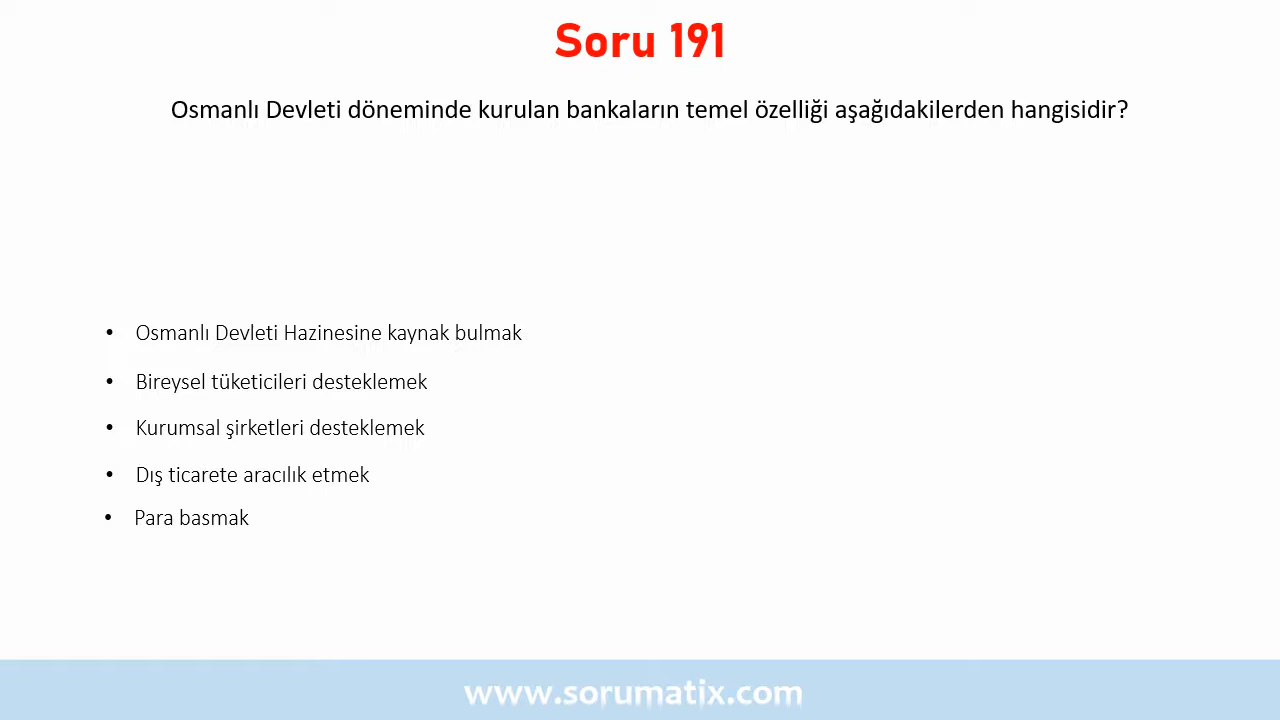 Soru 191
Osmanlı Devleti döneminde kurulan bankaların temel özelliği aşağıdakilerden hangisidir?
• Osmanlı Devleti Hazinesine kaynak bulmak
• Bireysel tüketicileri desteklemek
• Kurumsal şirketleri desteklemek
• Dış ticarete aracılık etmek
• Para basmak
www.sorumatix.com